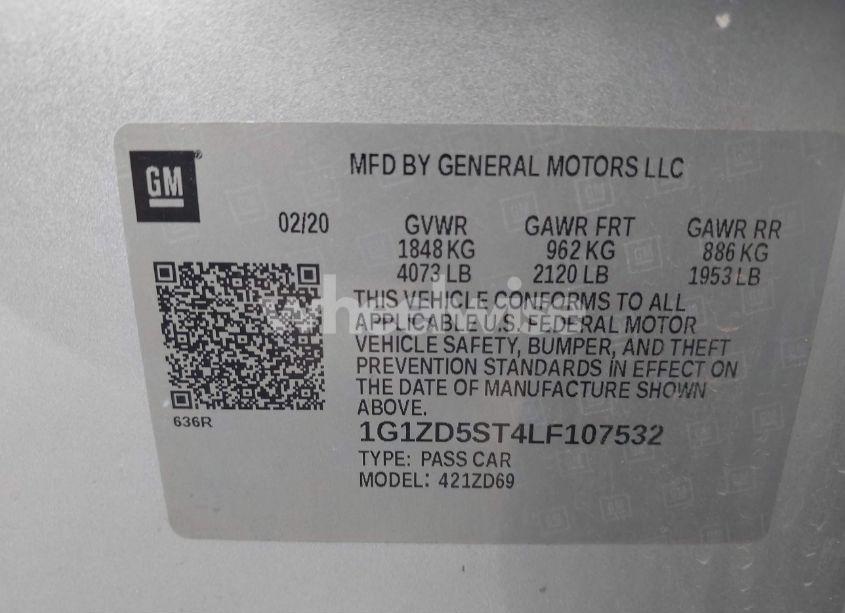 GM
MFD BY GENERAL MOTORS LLC
02/20 GVWR GAWR FRT GAWR RR
1848 KG 962 KG 886 KG
4073 LB 2120 LB 1953 LB
THIS VEHICLE CONFORMS TO ALL
APPLICABLE U.S. FEDERAL MOTOR
VEHICLE SAFETY, BUMPER, AND THEFT
PREVENTION STANDARDS IN EFFECT ON
THE DATE OF MANUFACTURE SHOWN
ABOVE.
636R
1G1ZD5ST4LF107532
TYPE: PASS CAR
MODEL: 421ZD69